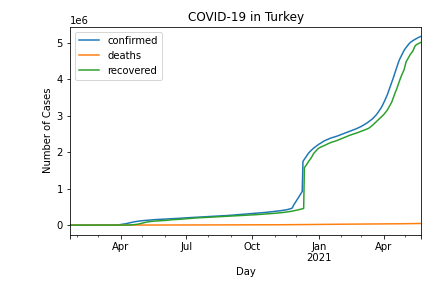 COVID-19 in Turkey
1e6
confirmed
deaths
recovered
Number of Cases
5
4
3
2
1
0
Apr
Jul
Oct
Jan
2021
Apr
Day